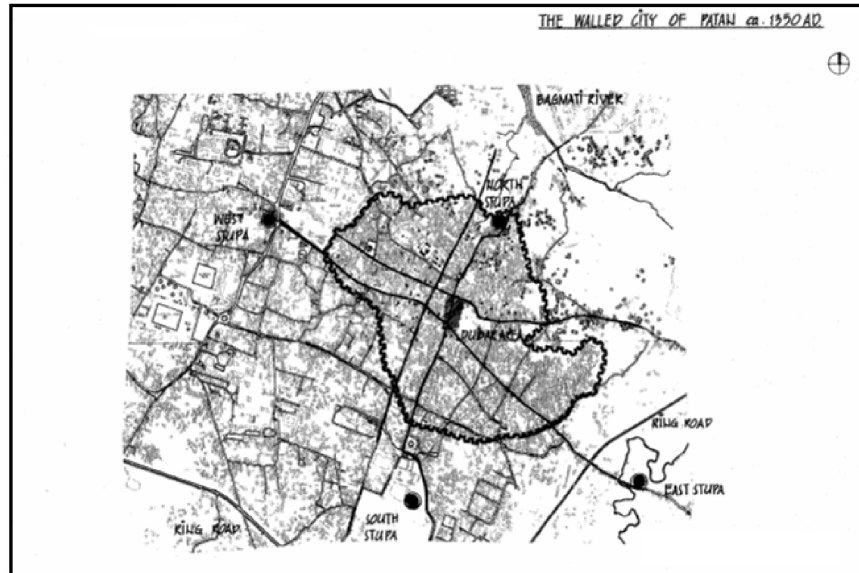 THE WALLED CITY OF PATAN ca. 1350 AD
BAGMATI RIVER
NORTH
STUPA
WEST
STUPA
DURBAR AREA
RING ROAD
EAST STUPA
SOUTH
STUPA
RING ROAD